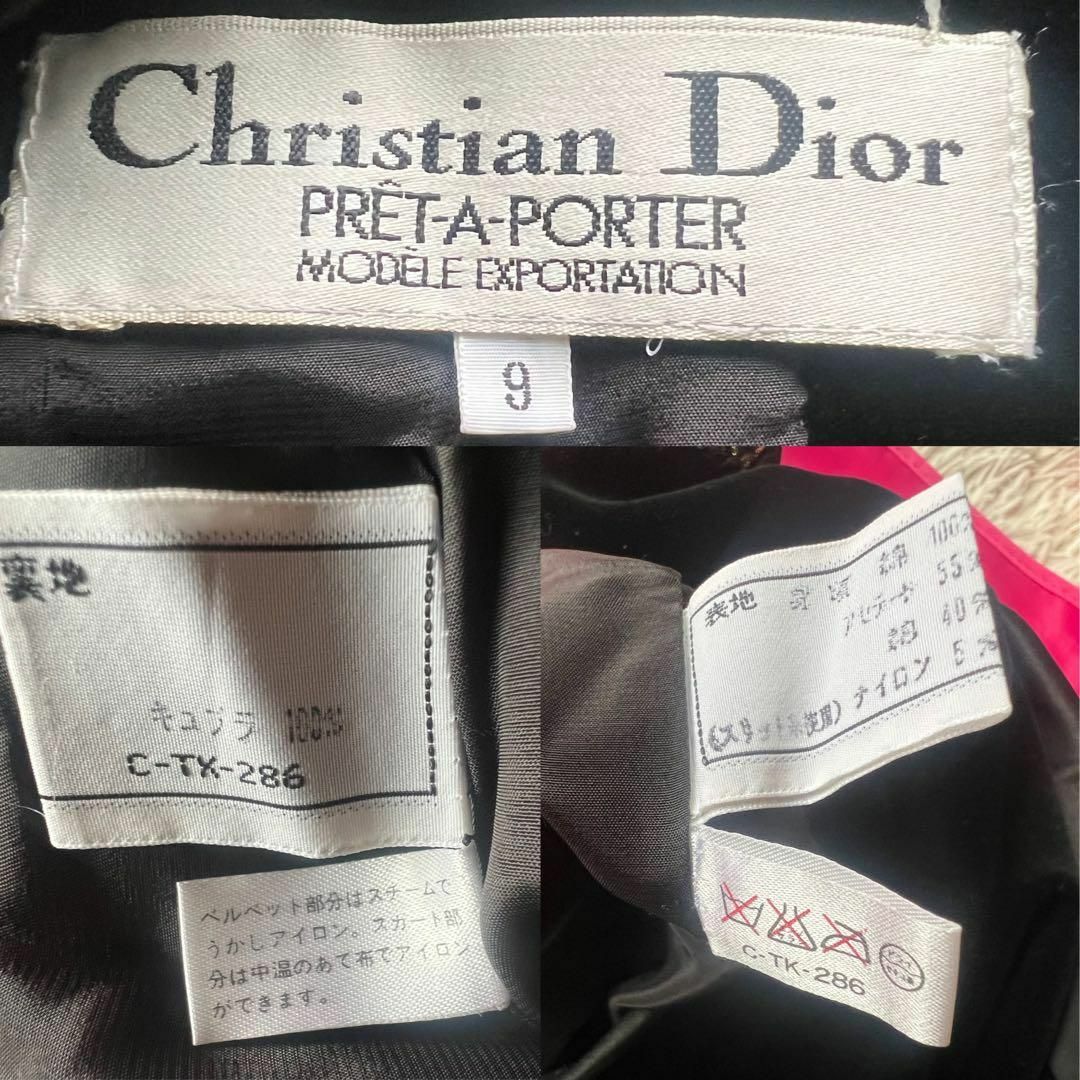 Christian Dior
PRÊT-A-PORTER
MODÈLE EXPORTATION
9
裏地
キュプラ 100%
C-TX-286
ベルベット部分はスチームで
うかしアイロン、スカート部
分は中温のあて布でアイロン
ができます。
表地 身頃 綿 100%
アセテート 55%
絹 40%
ナイロン 5%
C-TK-286